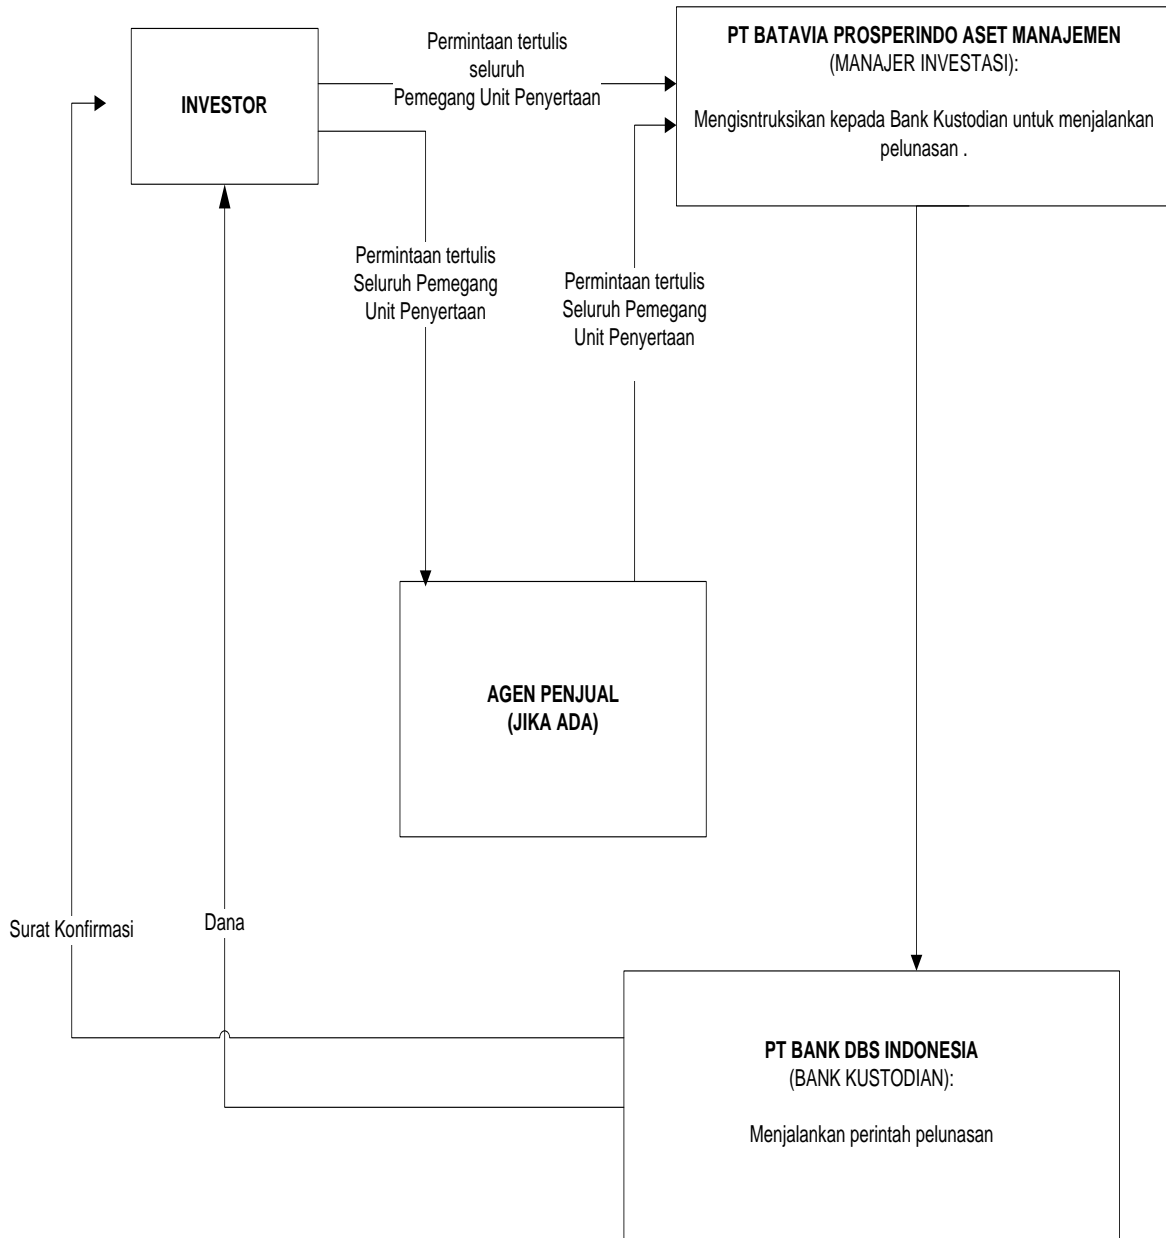 Permintaan tertulis
seluruh
Pemegang Unit Penyertaan
INVESTOR
PT BATAVIA PROSPERINDO ASET MANAJEMEN
(MANAJER INVESTASI):
Mengisntruksikan kepada Bank Kustodian untuk menjalankan
pelunasan .
Permintaan tertulis
Seluruh Pemegang
Unit Penyertaan
Permintaan tertulis
Seluruh Pemegang
Unit Penyertaan
AGEN PENJUAL
(JIKA ADA)
Surat Konfirmasi
Dana
PT BANK DBS INDONESIA
(BANK KUSTODIAN):
Menjalankan perintah pelunasan